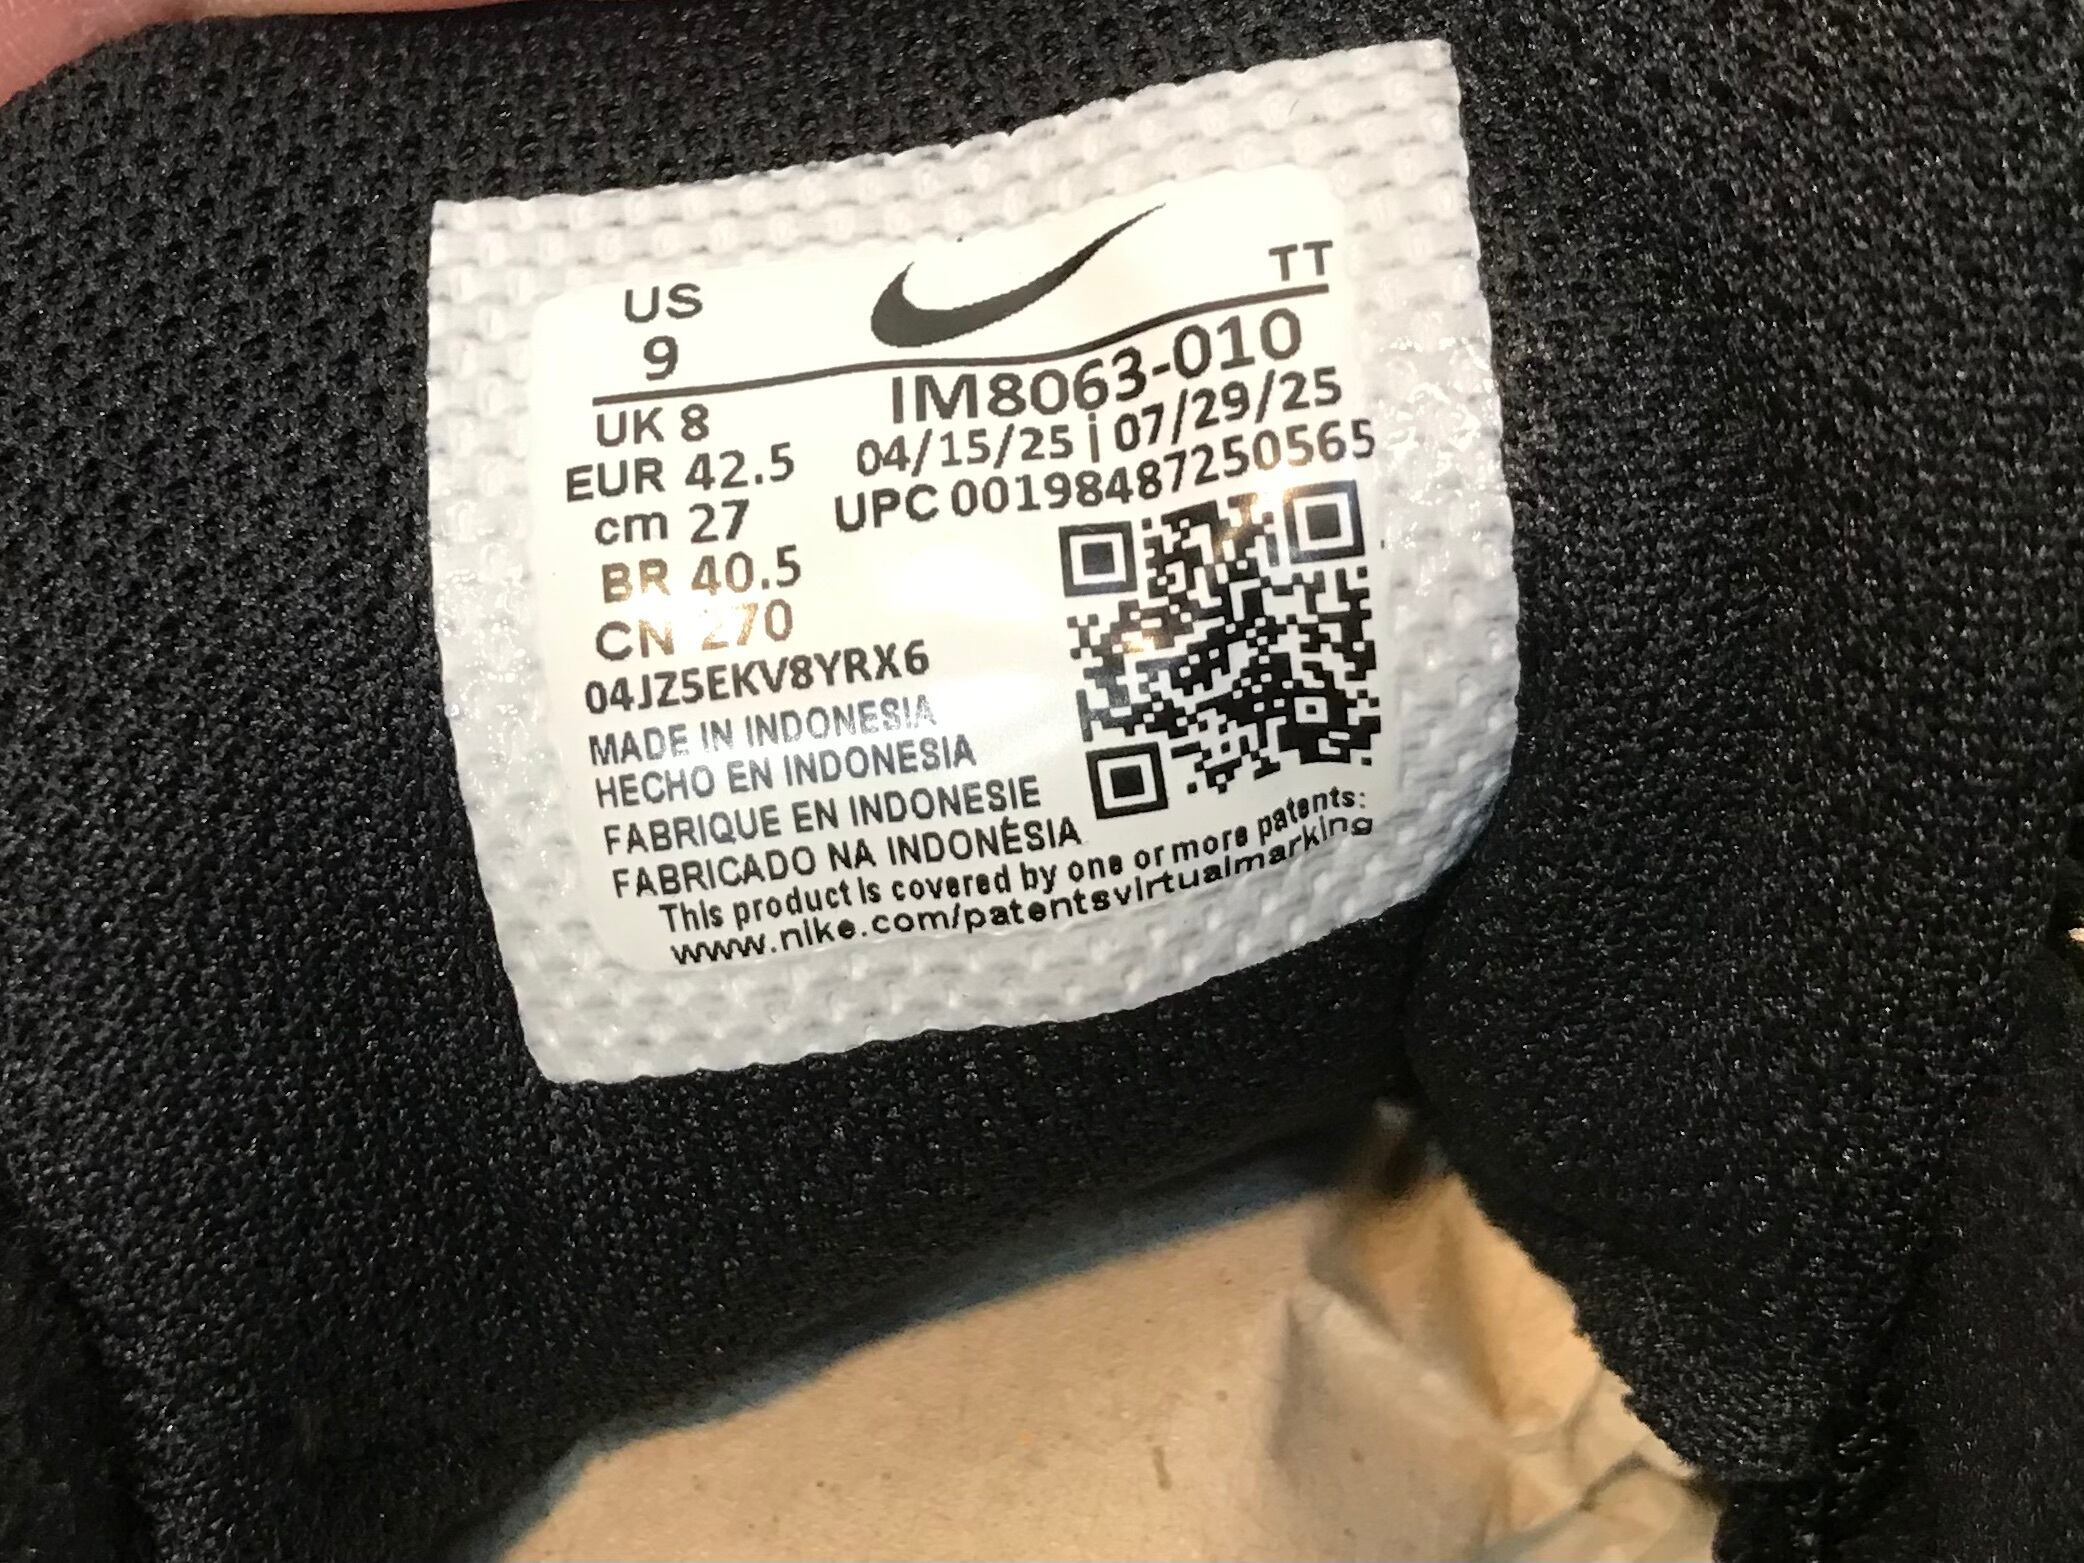 US
9
TT
UK 8
EUR 42.5
cm 27
BR 40.5
CN 270
IM8063-010
04/15/25 | 07/29/25
UPC 00198487250565
04JZ5EKV8YRX6
MADE IN INDONESIA
HECHO EN INDONESIA
FABRIQUE EN INDONESIE
FABRICADO NA INDONÉSIA
This product is covered by one or more patents:
www.nike.com/patentsvirtualmarking